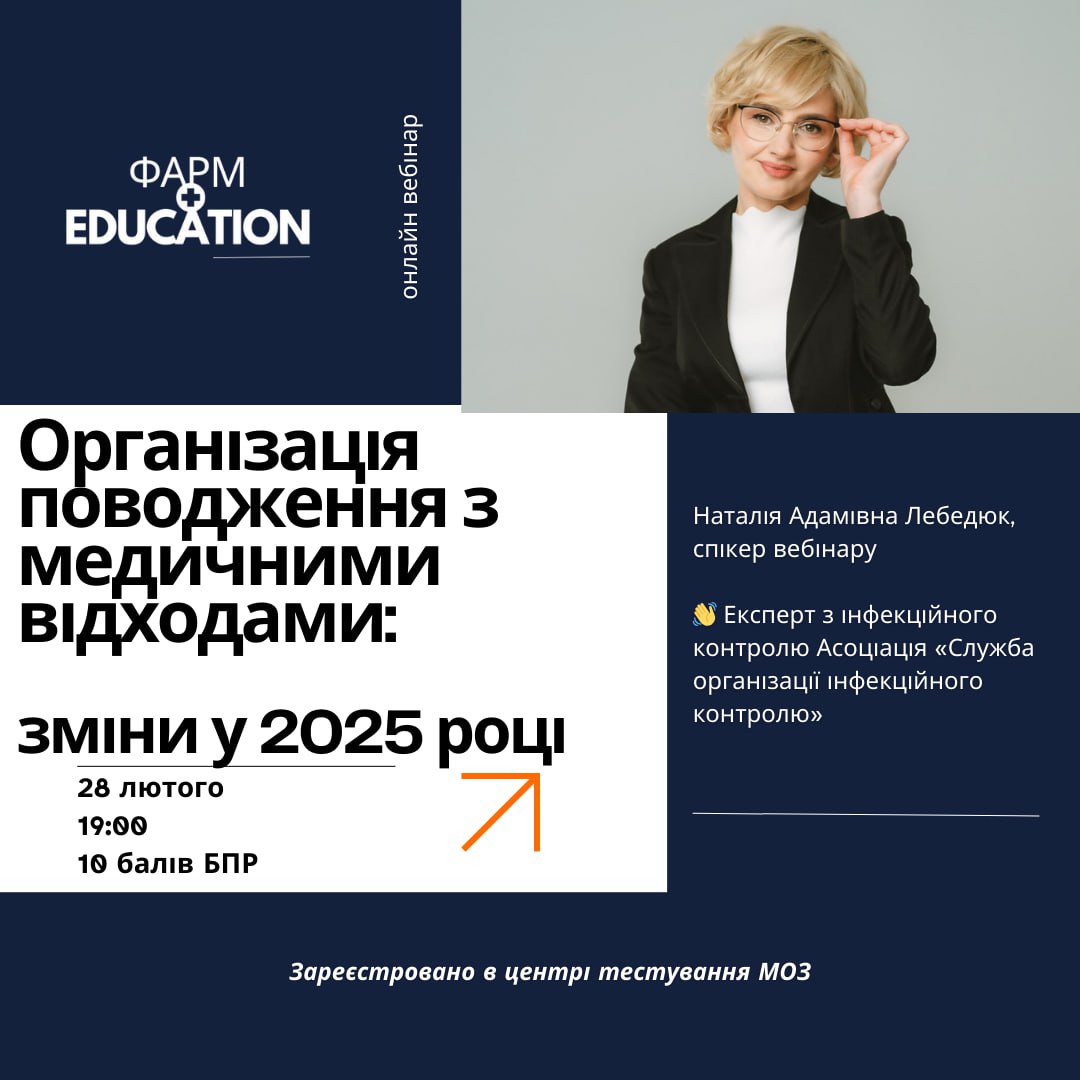 ФАРМ
EDUCATION
онлайн вебінар
Організація
поводження з
медичними
відходами:
зміни у 2025 році
28 лютого
19:00
10 балів БПР
Наталія Адамівна Лебедюк,
спікер вебінару
👋 Експерт з інфекційного
контролю Асоціація «Служба
організації інфекційного
контролю»
Зареєстровано в центрі тестування МОЗ